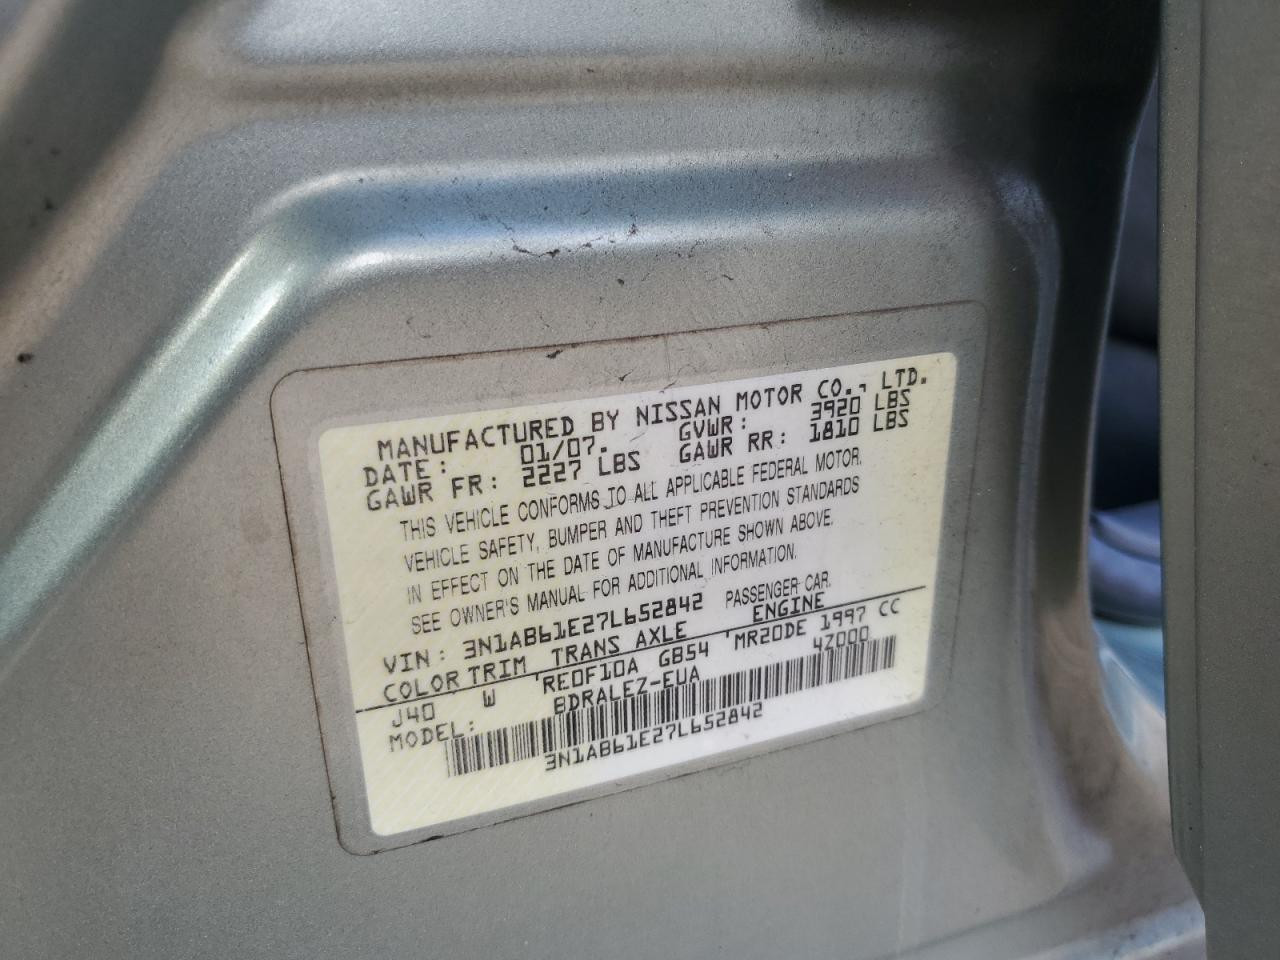 MANUFACTURED BY NISSAN MOTOR CO., LTD.
DATE: 01/07. GVWR: 3920 LBS
GAWR FR: 2227 LBS GAWR RR: 1810 LBS
THIS VEHICLE CONFORMS TO ALL APPLICABLE FEDERAL MOTOR
VEHICLE SAFETY, BUMPER AND THEFT PREVENTION STANDARDS
IN EFFECT ON THE DATE OF MANUFACTURE SHOWN ABOVE.
SEE OWNER'S MANUAL FOR ADDITIONAL INFORMATION.
VIN: 3N1AB61E27L652842 PASSENGER CAR.
COLOR TRIM TRANS AXLE ENGINE
J40 W RE0F10A GB54 MR20DE 1997 CC
MODEL: BDRALEZ-EUA 4Z000
3N1AB61E27L652842